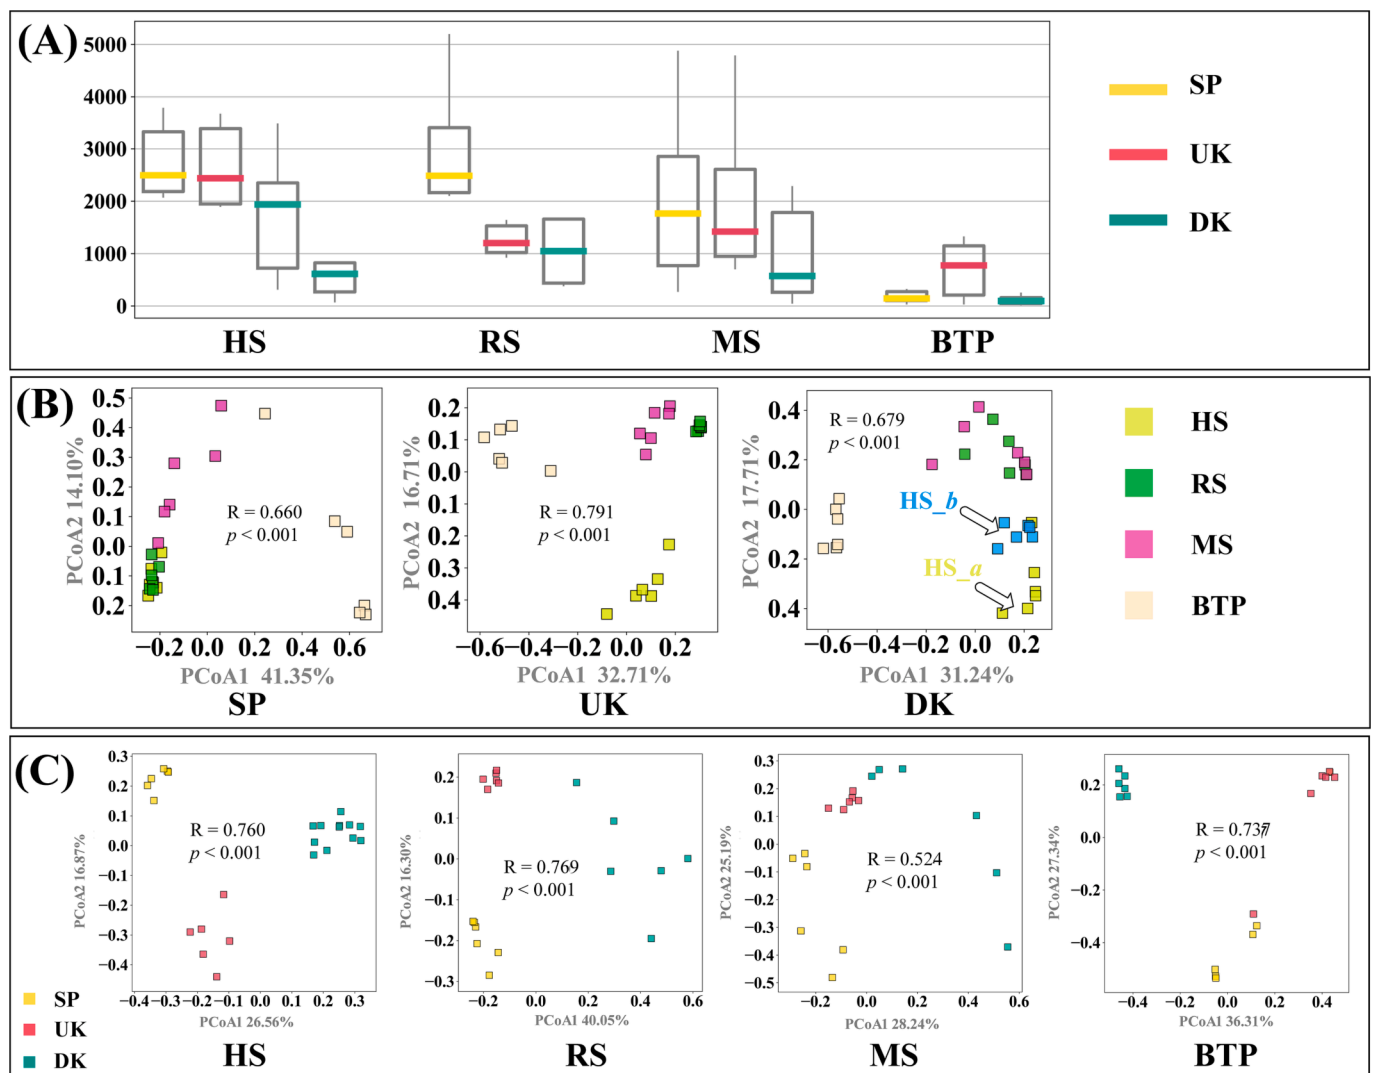 (A)
5000
4000
3000
2000
1000
0
HS RS MS BTP
SP
UK
DK
(B)
PCoA2 14.10%
0.5
0.4
0.3
0.2
0.1
0.0
0.1
0.2
R = 0.660
p < 0.001
−0.2 0.0 0.2 0.4 0.6
PCoA1 41.35%
SP
PCoA2 16.71%
0.2
0.1
0.0
0.1
0.2
0.3
0.4
R = 0.791
p < 0.001
−0.6 −0.4 −0.2 0.0 0.2
PCoA1 32.71%
UK
PCoA2 17.71%
0.4
0.2
0.0
0.2
0.4
R = 0.679
p < 0.001
HS_b
HS_a
−0.6 −0.4 −0.2 0.0 0.2
PCoA1 31.24%
DK
HS
RS
MS
BTP
(C)
PCoA2 16.87%
0.3
0.2
0.1
0.0
−0.1
−0.2
−0.3
−0.4
R = 0.760
p < 0.001
−0.4 −0.3 −0.2 −0.1 0.0 0.1 0.2 0.3
PCoA1 26.56%
HS
SP
UK
DK
PCoA2 16.30%
0.2
0.1
0.0
−0.1
−0.2
−0.3
R = 0.769
p < 0.001
−0.2 0.0 0.2 0.4 0.6
PCoA1 40.05%
RS
PCoA2 25.19%
0.3
0.2
0.1
0.0
−0.1
−0.2
−0.3
−0.4
−0.5
R = 0.524
p < 0.001
−0.2 0.0 0.2 0.4 0.6
PCoA1 28.24%
MS
PCoA2 27.34%
0.2
0.0
−0.2
−0.4
R = 0.737
p < 0.001
−0.4 −0.2 0.0 0.2 0.4
PCoA1 36.31%
BTP